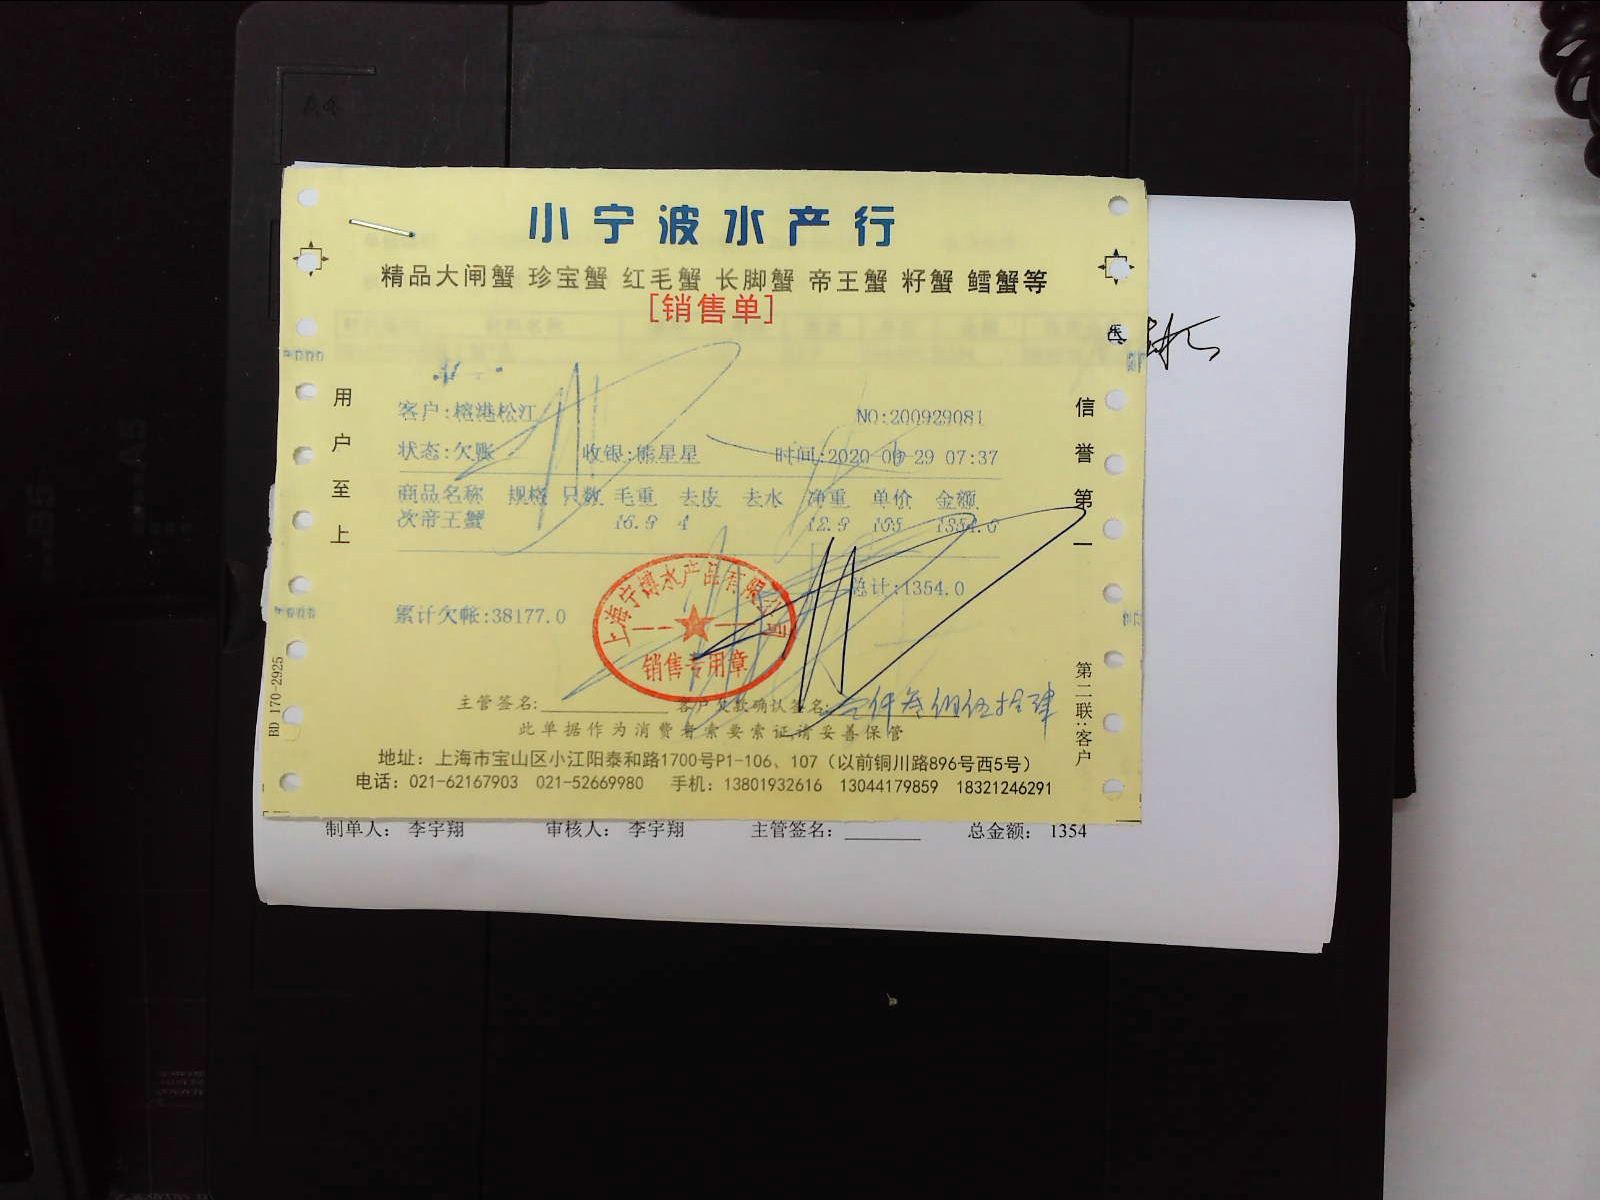 小宁波水产行
精品大闸蟹 珍宝蟹 红毛蟹 长脚蟹 帝王蟹 籽蟹 鳕蟹等
[销售单]
用户至上
信誉第一
客户:榕港松江 NO:200929081
状态:欠账 收银:熊星星 时间:2020-09-29 07:37
商品名称 规格 只数 毛重 去皮 去水 净重 单价 金额
次帝王蟹 16.9 4 12.9 105 1354.0
总计:1354.0
累计欠帐:38177.0
上海宁博水产品有限公司
销售专用章
主管签名: 客户欠款确认签名: 壹仟叁佰伍拾肆
此单据作为消费者索要索证,请妥善保管
地址：上海市宝山区小江阳泰和路1700号P1-106、107（以前铜川路896号西5号）
电话：021-62167903 021-52669980 手机：13801932616 13044179859 18321246291
BD 170-2925
第二联:客户
制单人： 李宇翔 审核人： 李宇翔 主管签名： 总金额： 1354